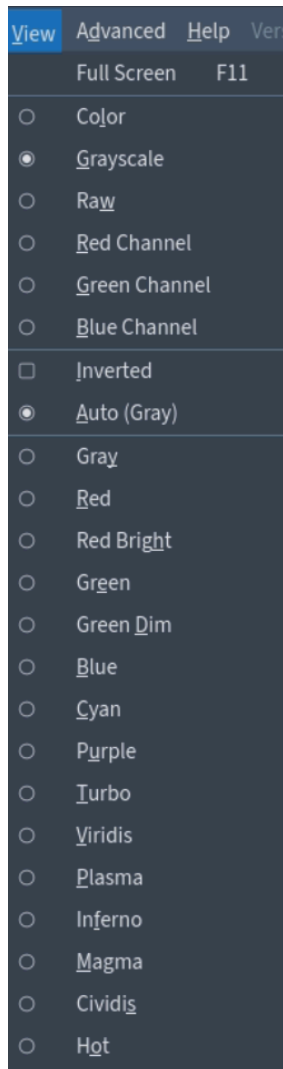 View Advanced Help Ver
Full Screen F11
Color
Grayscale
Raw
Red Channel
Green Channel
Blue Channel
Inverted
Auto (Gray)
Gray
Red
Red Bright
Green
Green Dim
Blue
Cyan
Purple
Turbo
Viridis
Plasma
Inferno
Magma
Cividis
Hot